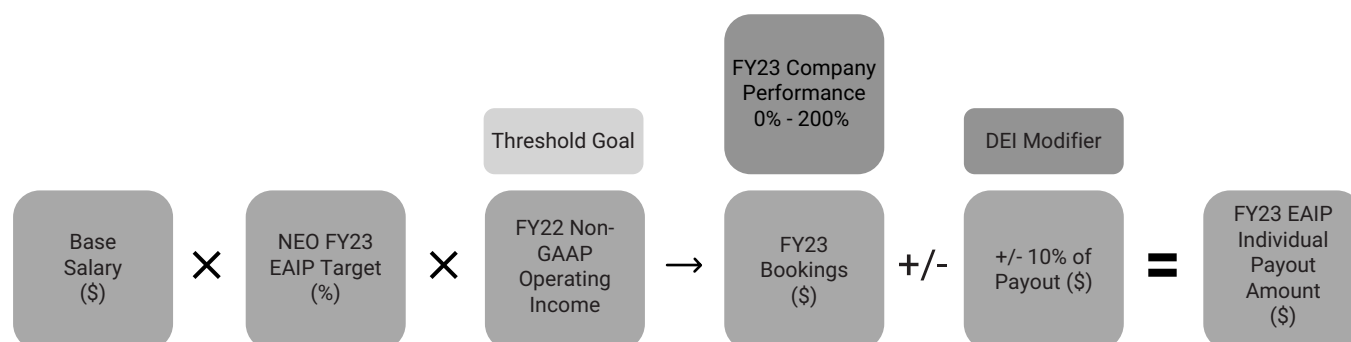 FY23 Company
Performance
0% - 200%
Threshold Goal
DEI Modifier
Base
Salary
($)
×
NEO FY23
EAIP Target
(%)
×
FY22 Non-
GAAP
Operating
Income
→
FY23
Bookings
($)
+/-
+/- 10% of
Payout ($)
=
FY23 EAIP
Individual
Payout
Amount
($)